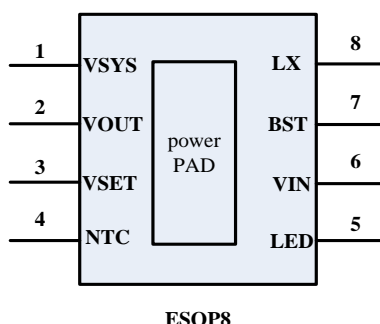 1 VSYS LX 8
2 VOUT BST 7
power
PAD
3 VSET VIN 6
4 NTC LED 5
ESOP8